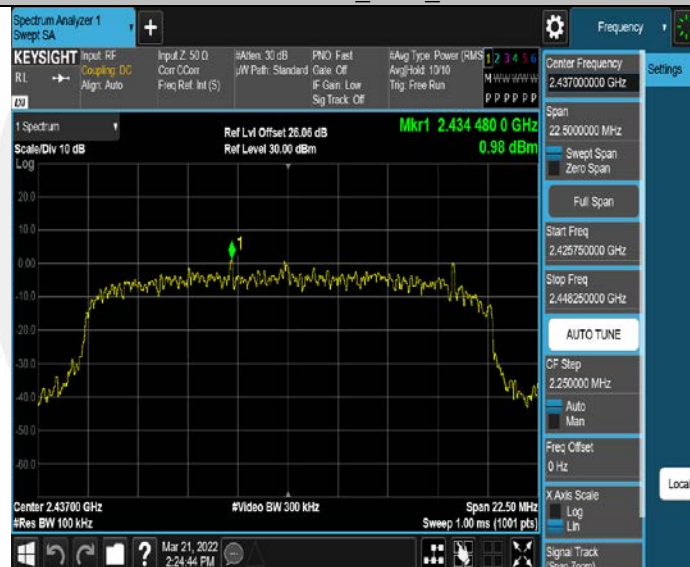 Spectrum Analyzer 1
Swept SA
+
Frequency
KEYSIGHT
RL
Input: RF
Coupling: DC
Align: Auto
Input Z: 50 Ω
Corr CCorr
Freq Ref: Int (S)
#Atten: 30 dB
µW Path: Standard
PNO: Fast
Gate: Off
IF Gain: Low
Sig Track: Off
#Avg Type: Power (RMS
Avg|Hold: 10/10
Trig: Free Run
1 2 3 4 5 6
M W W W W W
P P P P P P
1 Spectrum
Scale/Div 10 dB
Log
Ref Lvl Offset 26.06 dB
Ref Level 30.00 dBm
Mkr1 2.434 480 0 GHz
0.98 dBm
20.0
10.0
0.00
-10.0
-20.0
-30.0
-40.0
-50.0
-60.0
1
Center 2.43700 GHz
#Res BW 100 kHz
#Video BW 300 kHz
Span 22.50 MHz
Sweep 1.00 ms (1001 pts)
?
Mar 21, 2022
2:24:44 PM
Center Frequency
2.437000000 GHz
Settings
Span
22.5000000 MHz
Swept Span
Zero Span
Full Span
Start Freq
2.425750000 GHz
Stop Freq
2.448250000 GHz
AUTO TUNE
CF Step
2.250000 MHz
Auto
Man
Freq Offset
0 Hz
X Axis Scale
Log
Lin
Local
Signal Track
(Span Zoom)